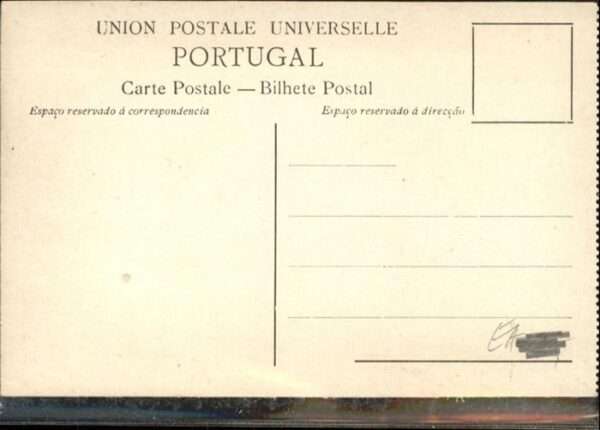 UNION POSTALE UNIVERSELLE
PORTUGAL
Carte Postale — Bilhete Postal
Espaço reservado á correspondencia
Espaço reservado á direcção